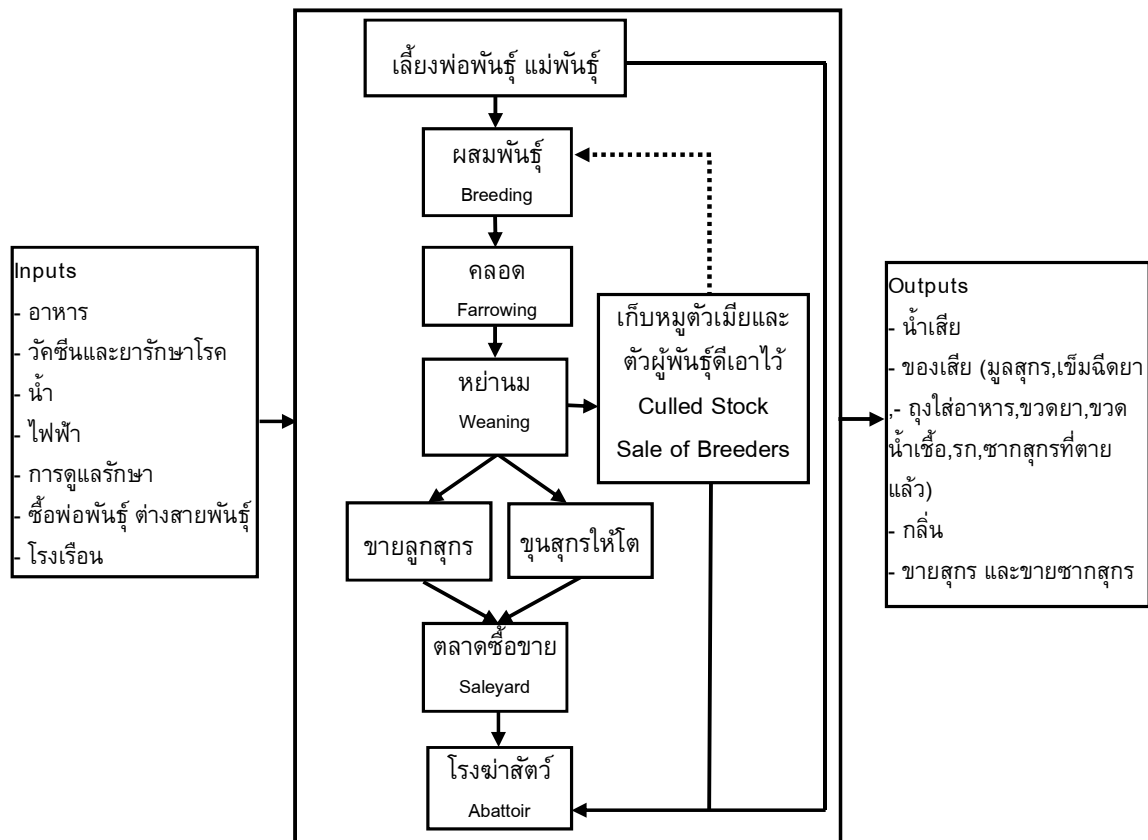 เลี้ยงพ่อพันธุ์ แม่พันธุ์
ผสมพันธุ์
Breeding
คลอด
Farrowing
หย่านม
Weaning
เก็บหมูตัวเมียและ
ตัวผู้พันธุ์ดีเอาไว้
Culled Stock
Sale of Breeders
ขายลูกสุกร
ขุนสุกรให้โต
ตลาดซื้อขาย
Saleyard
โรงฆ่าสัตว์
Abattoir
Inputs
- อาหาร
- วัคซีนและยารักษาโรค
- น้ำ
- ไฟฟ้า
- การดูแลรักษา
- ซื้อพ่อพันธุ์ ต่างสายพันธุ์
- โรงเรือน
Outputs
- น้ำเสีย
- ของเสีย (มูลสุกร,เข็มฉีดยา
,- ถุงใส่อาหาร,ขวดยา,ขวด
น้ำเชื้อ,รก,ซากสุกรที่ตาย
แล้ว)
- กลิ่น
- ขายสุกร และขายซากสุกร